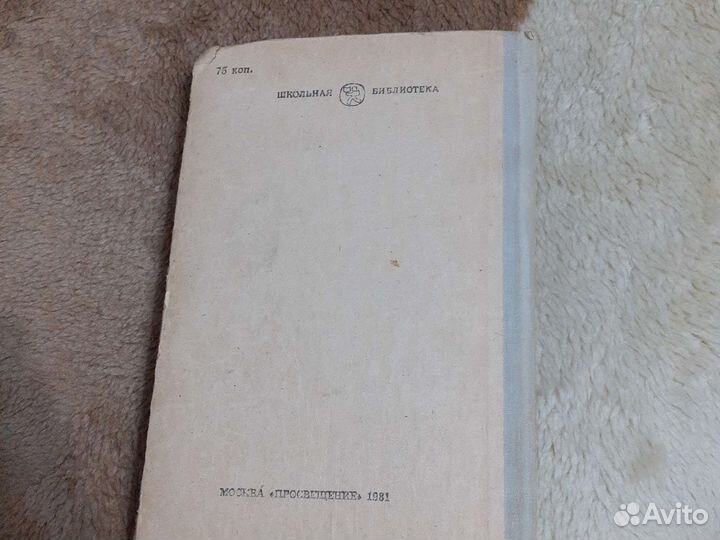 75 коп.
ШКОЛЬНАЯ БИБЛИОТЕКА
МОСКВА «ПРОСВЕЩЕНИЕ» 1981
Avito